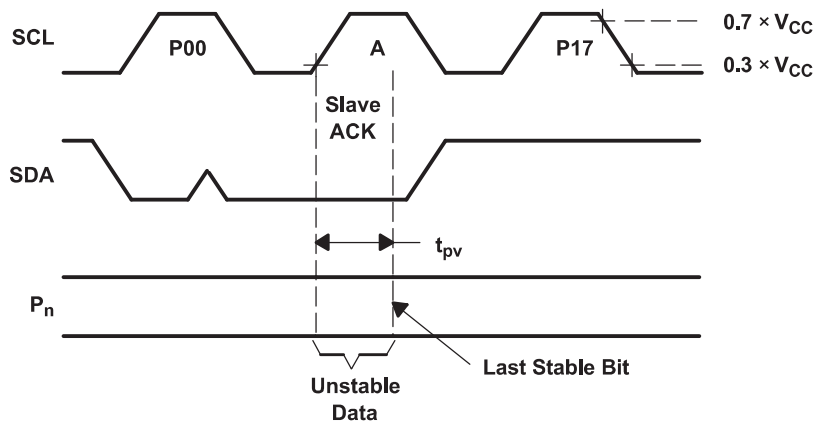 SCL
P00
A
P17
0.7 × VCC
0.3 × VCC
Slave
ACK
SDA
tpv
Pn
Last Stable Bit
Unstable
Data